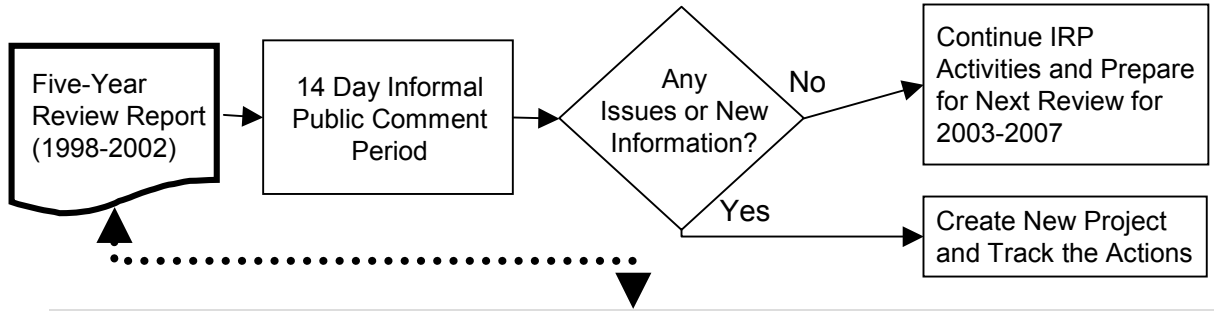 Five-Year
Review Report
(1998-2002)
14 Day Informal
Public Comment
Period
Any
Issues or New
Information?
No
Continue IRP
Activities and Prepare
for Next Review for
2003-2007
Yes
Create New Project
and Track the Actions